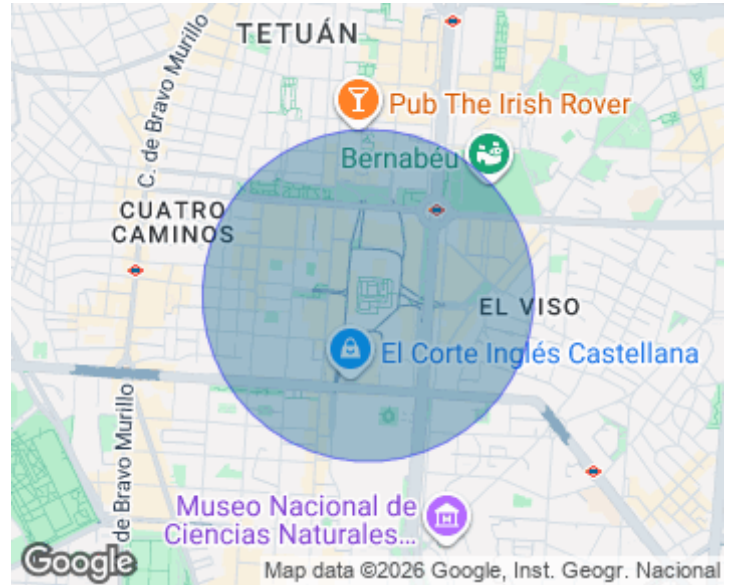 TETUÁN
C. de Bravo Murillo
Pub The Irish Rover
Bernabéu
CUATRO
CAMINOS
EL VISO
El Corte Inglés Castellana
de Bravo Murillo
Museo Nacional de
Ciencias Naturales...
Google
Map data ©2026 Google, Inst. Geogr. Nacional